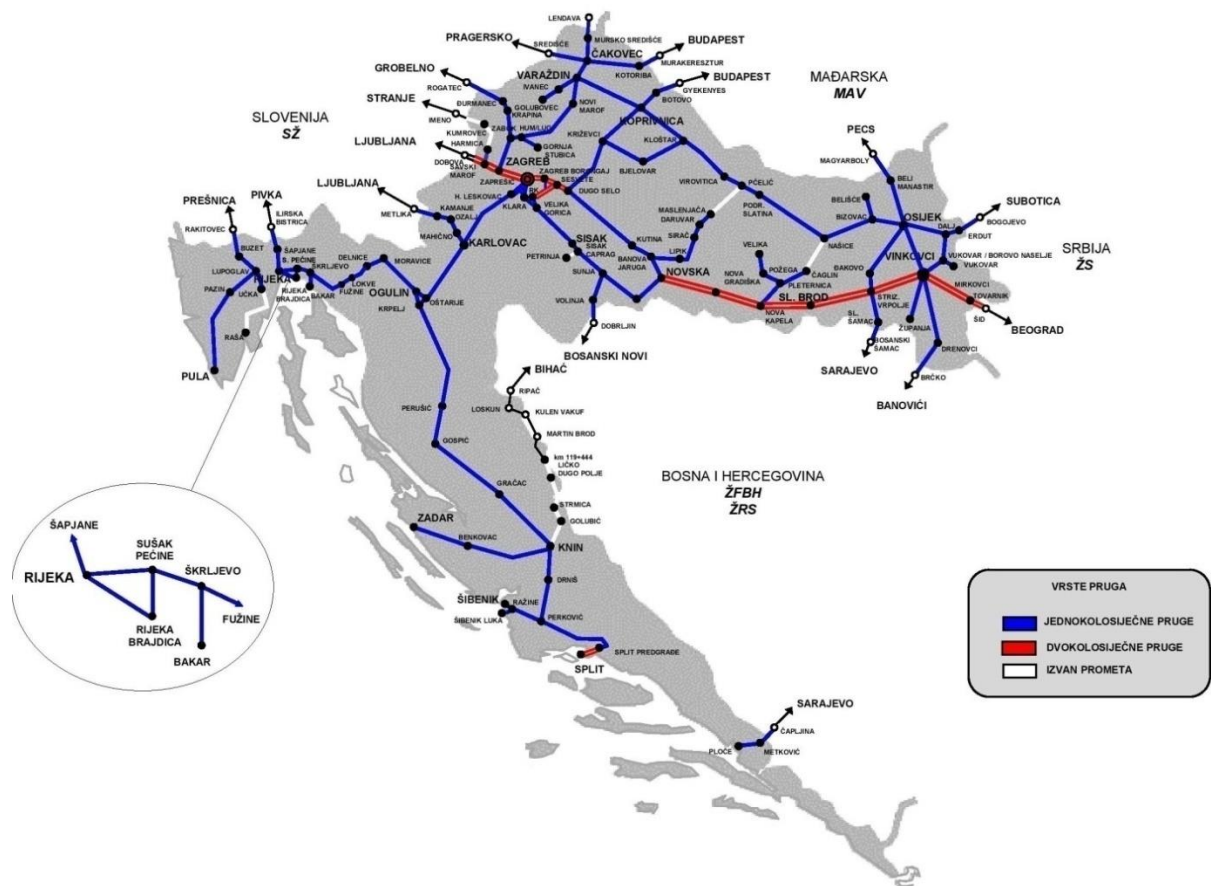 LENDAVA
PRAGERSKO
SREDIŠĆE
MURSKO SREDIŠĆE
ČAKOVEC
BUDAPEST
MURAKERESZTUR
KOTORIBA
GROBELNO
VARAŽDIN
BUDAPEST
MAĐARSKA
MAV
ROGATEC
IVANEC
GYEKENYES
BOTOVO
ĐURMANEC
GOLUBOVEC
STRANJE
KRAPINA
NOVI
MAROF
KOPRIVNICA
SLOVENIJA
SŽ
IMENO
ZABOK
HUM/LUG
KUMROVEC
HARMICA
GORNJA
STUBICA
KRIŽEVCI
KLOŠTAR
PECS
LJUBLJANA
DOBOVA
SAVSKI
MAROF
ZAGREB
ZAPREŠIĆ
ZAGREB BORONGAJ
SESVETE
DUGO SELO
BJELOVAR
MAGYARBOLY
BELI
MANASTIR
VIROVITICA
PČELIĆ
LJUBLJANA
H. LESKOVAC
RK
KLARA
VELIKA
GORICA
PODR.
SLATINA
BELIŠĆE
BIZOVAC
OSIJEK
SUBOTICA
PREŠNICA
PIVKA
METLIKA
KAMANJE
OZALJ
MAHIČNO
MASLENJAČA
DARUVAR
SIRAČ
BOGOJEVO
DALJ
ERDUT
RAKITOVEC
ILIRSKA
BISTRICA
KARLOVAC
SISAK
SISAK
CAPRAG
PETRINJA
KUTINA
BANOVA
JARUGA
LIPIK
VELIKA
NAŠICE
VINKOVCI
VUKOVAR / BOROVO NASELJE
VUKOVAR
SRBIJA
ŽS
BUZET
ŠAPJANE
S. PEĆINE
DELNICE
MORAVICE
SUNJA
NOVSKA
POŽEGA
ČAGLIN
ĐAKOVO
LUPOGLAV
RIJEKA
ŠKRLJEVO
LOKVE
FUŽINE
OGULIN
OŠTARIJE
NOVA
GRADIŠKA
PLETERNICA
MIRKOVCI
TOVARNIK
PAZIN
UČKA
RIJEKA
BRAJDICA
BAKAR
KRPELJ
VOLINJA
NOVA
KAPELA
SL. BROD
STRIZ.
VRPOLJE
ŽUPANJA
ŠID
BEOGRAD
RAŠA
DOBRLJIN
SL.
ŠAMAC
BOSANSKI
ŠAMAC
DRENOVCI
PULA
BOSANSKI NOVI
SARAJEVO
BRČKO
BIHAĆ
BANOVIĆI
RIPAČ
PERUŠIĆ
LOSKUN
KULEN VAKUF
MARTIN BROD
GOSPIĆ
km 119+444
LIČKO
DUGO POLJE
BOSNA I HERCEGOVINA
ŽFBH
ŽRS
GRAČAC
STRMICA
GOLUBIĆ
ZADAR
BENKOVAC
KNIN
DRNIŠ
ŠAPJANE
SUŠAK
PEĆINE
ŠKRLJEVO
RIJEKA
FUŽINE
RIJEKA
BRAJDICA
BAKAR
ŠIBENIK
RAŽINE
ŠIBENIK LUKA
PERKOVIĆ
SPLIT PREDGRAĐE
SPLIT
VRSTE PRUGA
JEDNOKOLOSIJEČNE PRUGE
DVOKOLOSIJEČNE PRUGE
IZVAN PROMETA
SARAJEVO
ČAPLJINA
PLOČE
METKOVIĆ